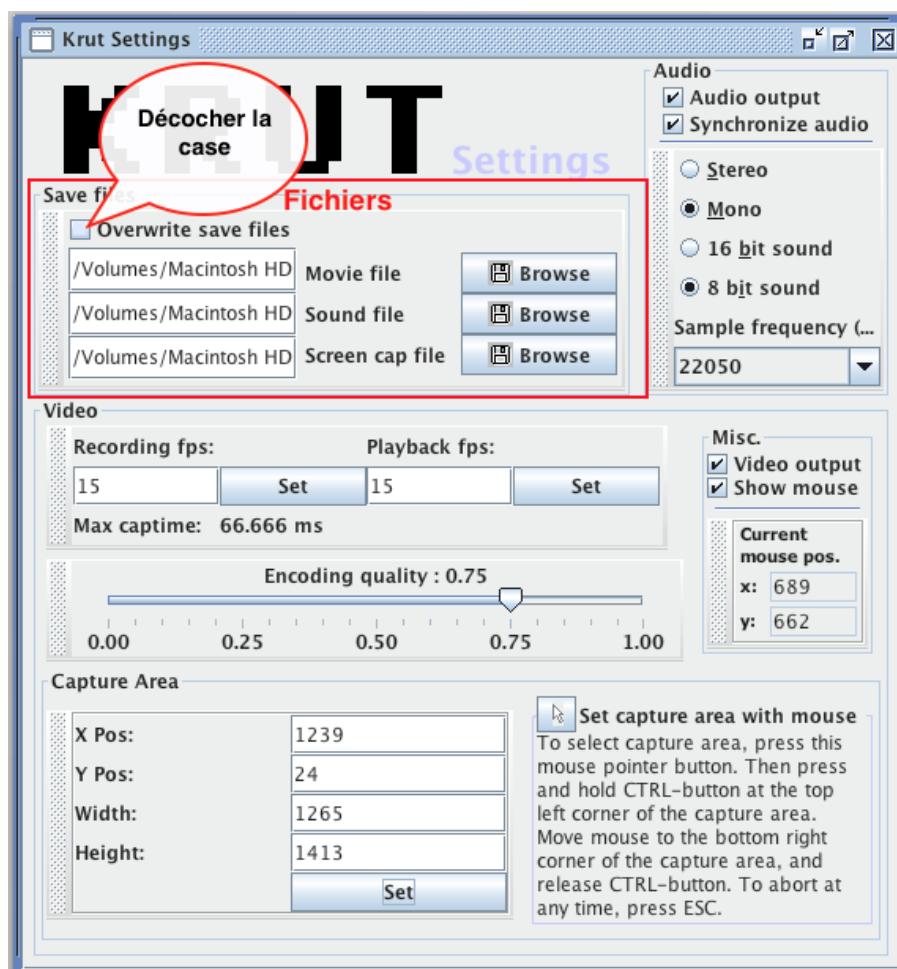 Krut Settings
KRUT
Settings
Décocher la
case
Save files
Fichiers
Overwrite save files
/Volumes/Macintosh HD Movie file Browse
/Volumes/Macintosh HD Sound file Browse
/Volumes/Macintosh HD Screen cap file Browse
Audio
Audio output
Synchronize audio
Stereo
Mono
16 bit sound
8 bit sound
Sample frequency (...
22050
Video
Recording fps: Playback fps:
15 Set 15 Set
Max captime: 66.666 ms
Encoding quality : 0.75
0.00 0.25 0.50 0.75 1.00
Misc.
Video output
Show mouse
Current
mouse pos.
x: 689
y: 662
Capture Area
X Pos: 1239
Y Pos: 24
Width: 1265
Height: 1413
Set
Set capture area with mouse
To select capture area, press this
mouse pointer button. Then press
and hold CTRL-button at the top
left corner of the capture area.
Move mouse to the bottom right
corner of the capture area, and
release CTRL-button. To abort at
any time, press ESC.